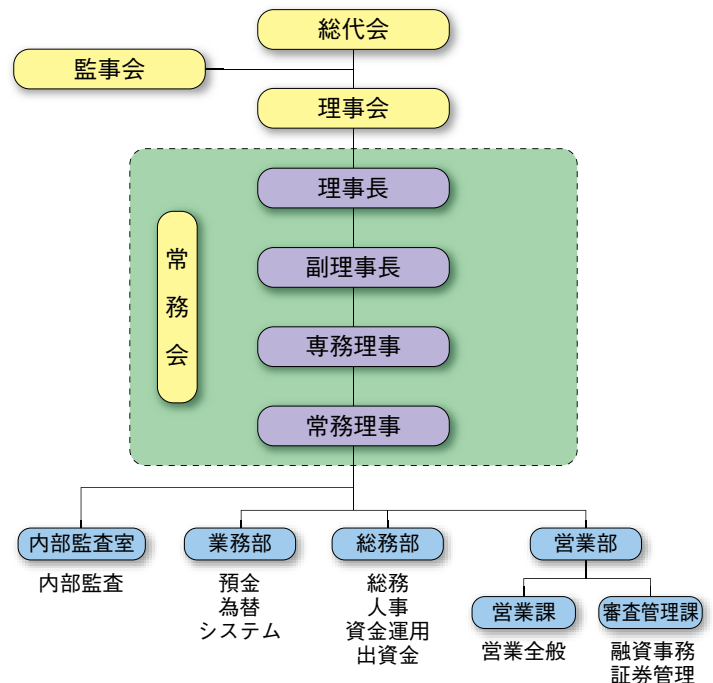 総代会
監事会
理事会
理事長
常務会
副理事長
専務理事
常務理事
内部監査室
業務部
総務部
営業部
内部監査
預金
為替
システム
総務
人事
資金運用
出資金
営業課
審査管理課
営業全般
融資事務
証券管理